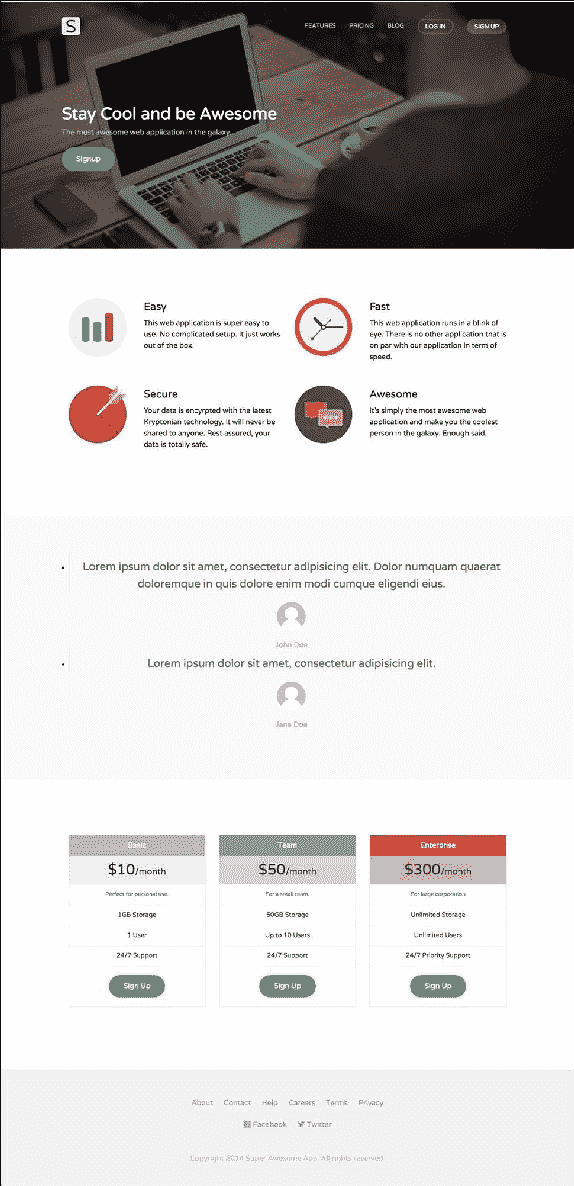 S
FEATURES PRICING BLOG LOG IN SIGN UP
Stay Cool and be Awesome
The most awesome web application in the galaxy.
Signup
Easy
This web application is super easy to
use. No complicated setup. It just works
out of the box.
Fast
This web application runs in a blink of
eye. There is no other application that is
on par with our application in term of
speed.
Secure
Your data is encyrpted with the latest
Kryptonian technology. It will never be
shared to anyone. Rest assured, your
data is totally safe.
Awesome
It's simply the most awesome web
application and make you the coolest
person in the galaxy. Enough said.
Lorem ipsum dolor sit amet, consectetur adipisicing elit. Dolor numquam quaerat
doloremque in quis dolore enim modi cumque eligendi eius.
John Doe
Lorem ipsum dolor sit amet, consectetur adipisicing elit.
Jane Doe
Basic
$10/month
Perfect for personal use.
1GB Storage
1 User
24/7 Support
Sign Up
Team
$50/month
For a small team.
50GB Storage
Up to 10 Users
24/7 Support
Sign Up
Enterprise
$300/month
For large corporation.
Unlimited Storage
Unlimited Users
24/7 Priority Support
Sign Up
About Contact Help Careers Terms Privacy
Facebook Twitter
Copyright 2014 Super Awesome App. All rights reserved.